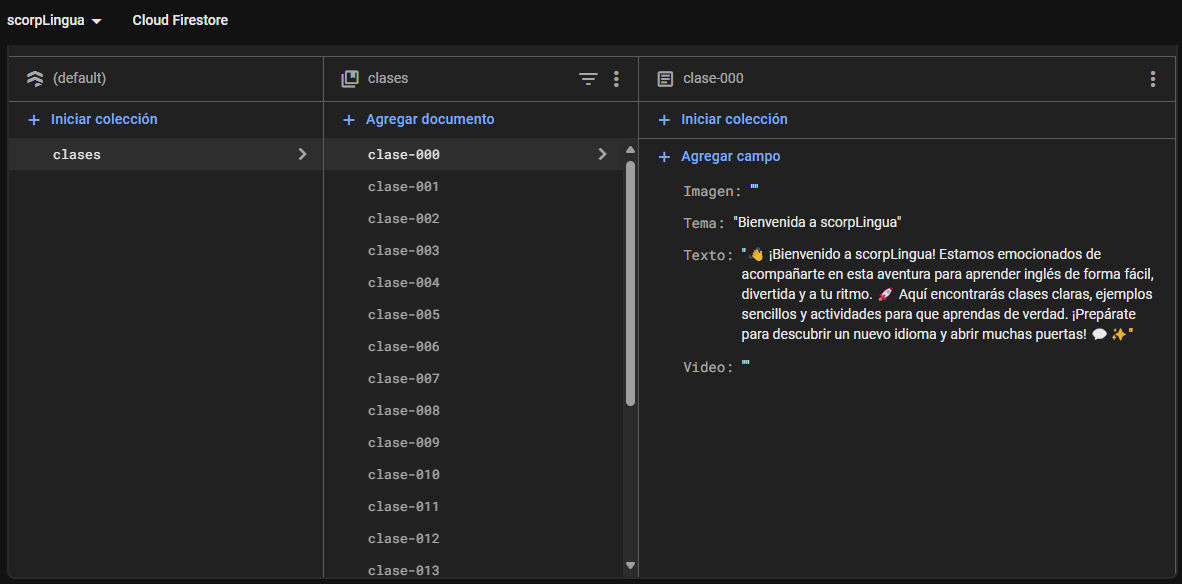 scorpLingua
Cloud Firestore
(default)
Iniciar colección
clases
clases
Agregar documento
clase-000
clase-001
clase-002
clase-003
clase-004
clase-005
clase-006
clase-007
clase-008
clase-009
clase-010
clase-011
clase-012
clase-013
clase-000
Iniciar colección
Agregar campo
Imagen: ""
Tema: "Bienvenida a scorpLingua"
Texto: "👋 ¡Bienvenido a scorpLingua! Estamos emocionados de
acompañarte en esta aventura para aprender inglés de forma fácil,
divertida y a tu ritmo. 🚀 Aquí encontrarás clases claras, ejemplos
sencillos y actividades para que aprendas de verdad. ¡Prepárate
para descubrir un nuevo idioma y abrir muchas puertas! 💬 ✨"
Video: ""